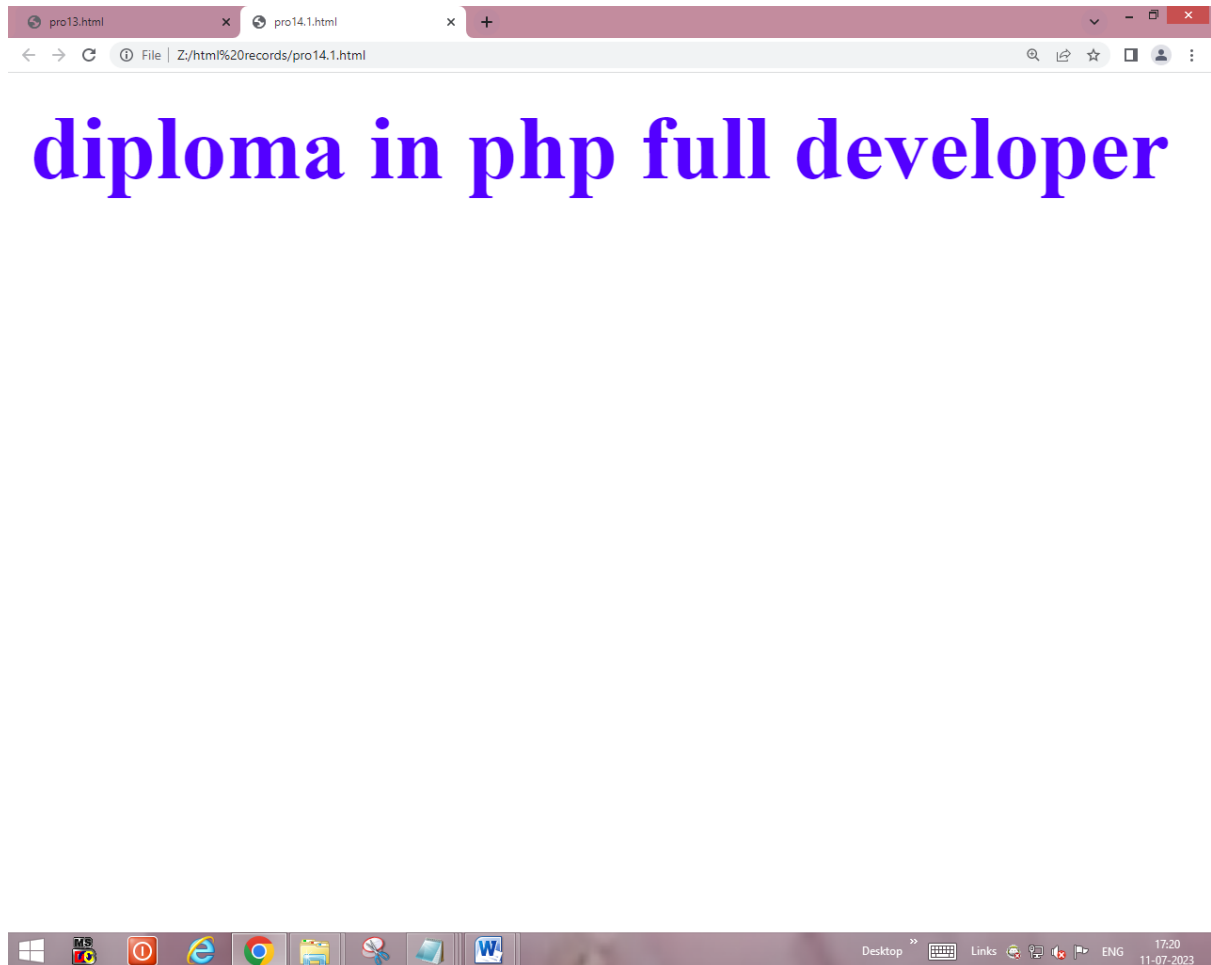 pro13.html
pro14.1.html
File Z:/html%20records/pro14.1.html
diploma in php full developer
MS
W
Desktop
Links
ENG
17:20
11-07-2023